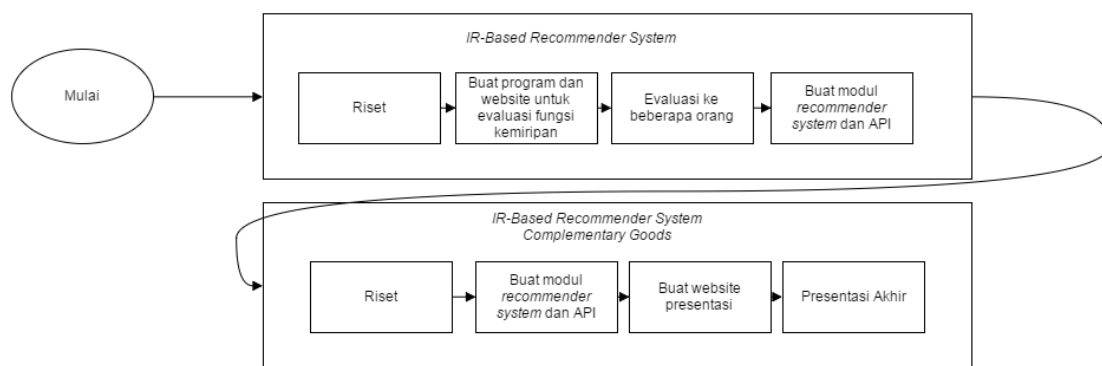 IR-Based Recommender System
Mulai
Riset
Buat program dan
website untuk
evaluasi fungsi
kemiripan
Evaluasi ke
beberapa orang
Buat modul
recommender
system dan API
IR-Based Recommender System
Complementary Goods
Riset
Buat modul
recommender
system dan API
Buat website
presentasi
Presentasi Akhir